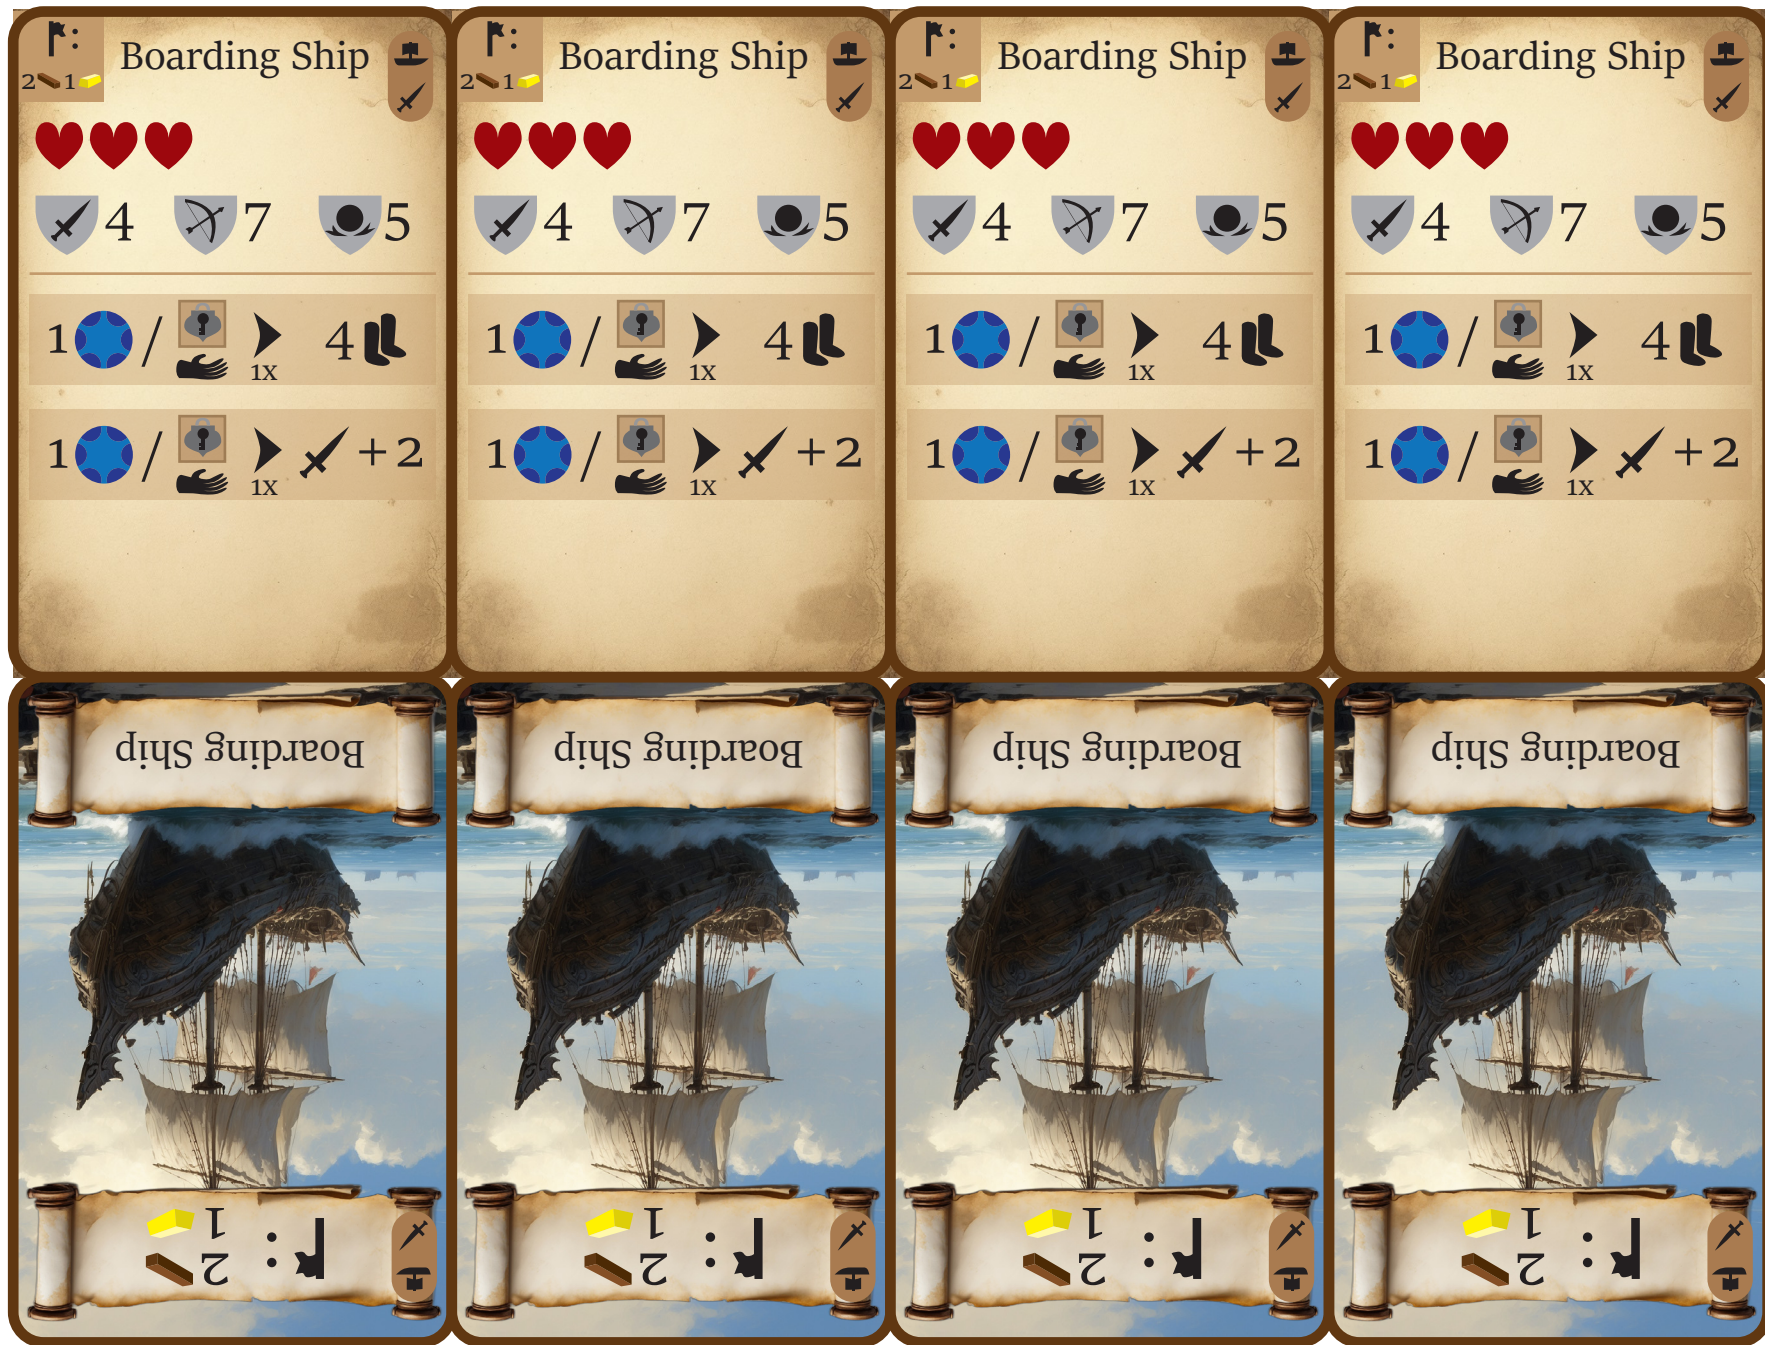 Boarding Ship Boarding Ship Boarding Ship Boarding Ship
: : : :
2 1 2 1 2 1 2 1
4 7 5 4 7 5 4 7 5 4 7 5
1 / 4 1 / 4 1 / 4 1 / 4
1x 1x 1x 1x
1 / +2 1 / +2 1 / +2 1 / +2
1x 1x 1x 1x
Boarding Ship Boarding Ship Boarding Ship Boarding Ship
1 1 1 1
: 2 : 2 : 2 : 2